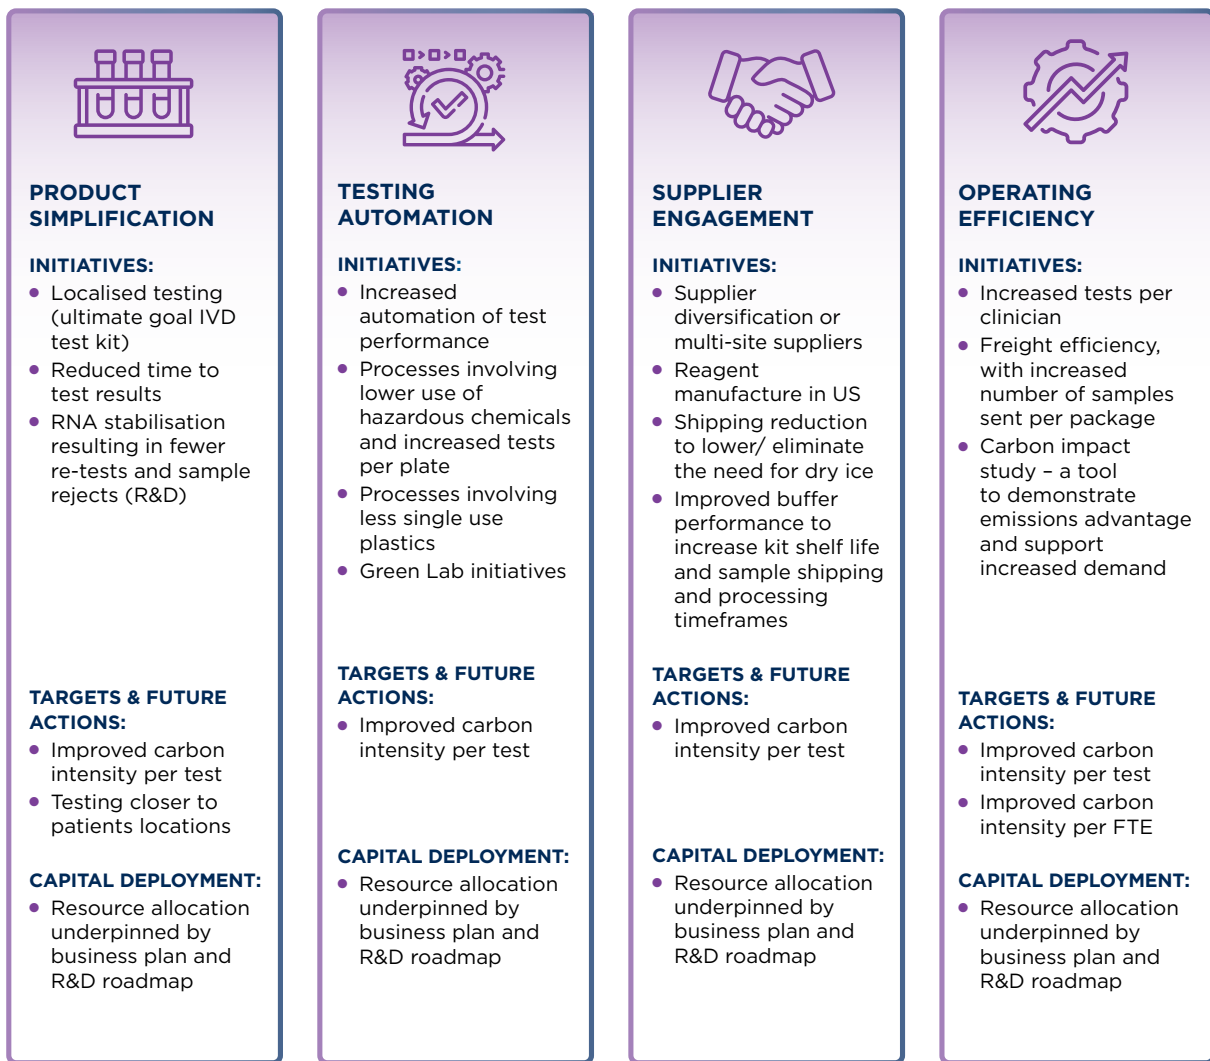 PRODUCT
SIMPLIFICATION
INITIATIVES:
• Localised testing
(ultimate goal IVD
test kit)
• Reduced time to
test results
• RNA stabilisation
resulting in fewer
re-tests and sample
rejects (R&D)
TARGETS & FUTURE
ACTIONS:
• Improved carbon
intensity per test
• Testing closer to
patients locations
CAPITAL DEPLOYMENT:
• Resource allocation
underpinned by
business plan and
R&D roadmap
TESTING
AUTOMATION
INITIATIVES:
• Increased
automation of test
performance
• Processes involving
lower use of
hazardous chemicals
and increased tests
per plate
• Processes involving
less single use
plastics
• Green Lab initiatives
TARGETS & FUTURE
ACTIONS:
• Improved carbon
intensity per test
CAPITAL DEPLOYMENT:
• Resource allocation
underpinned by
business plan and
R&D roadmap
SUPPLIER
ENGAGEMENT
INITIATIVES:
• Supplier
diversification or
multi-site suppliers
• Reagent
manufacture in US
• Shipping reduction
to lower/ eliminate
the need for dry ice
• Improved buffer
performance to
increase kit shelf life
and sample shipping
and processing
timeframes
TARGETS & FUTURE
ACTIONS:
• Improved carbon
intensity per test
CAPITAL DEPLOYMENT:
• Resource allocation
underpinned by
business plan and
R&D roadmap
OPERATING
EFFICIENCY
INITIATIVES:
• Increased tests per
clinician
• Freight efficiency,
with increased
number of samples
sent per package
• Carbon impact
study – a tool
to demonstrate
emissions advantage
and support
increased demand
TARGETS & FUTURE
ACTIONS:
• Improved carbon
intensity per test
• Improved carbon
intensity per FTE
CAPITAL DEPLOYMENT:
• Resource allocation
underpinned by
business plan and
R&D roadmap